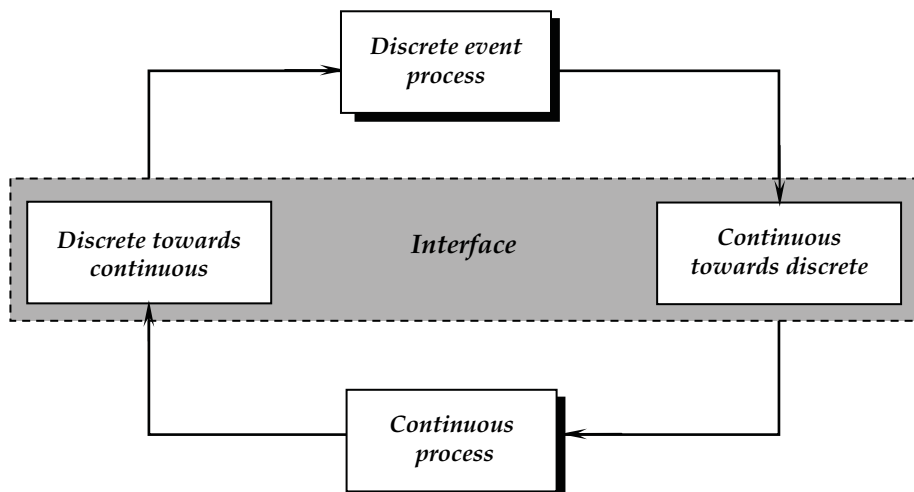 Discrete event
process
Discrete towards
continuous
Interface
Continuous
towards discrete
Continuous
process